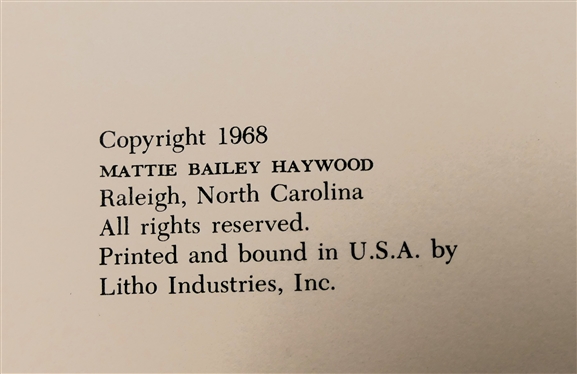 Copyright 1968
MATTIE BAILEY HAYWOOD
Raleigh, North Carolina
All rights reserved.
Printed and bound in U.S.A. by
Litho Industries, Inc.